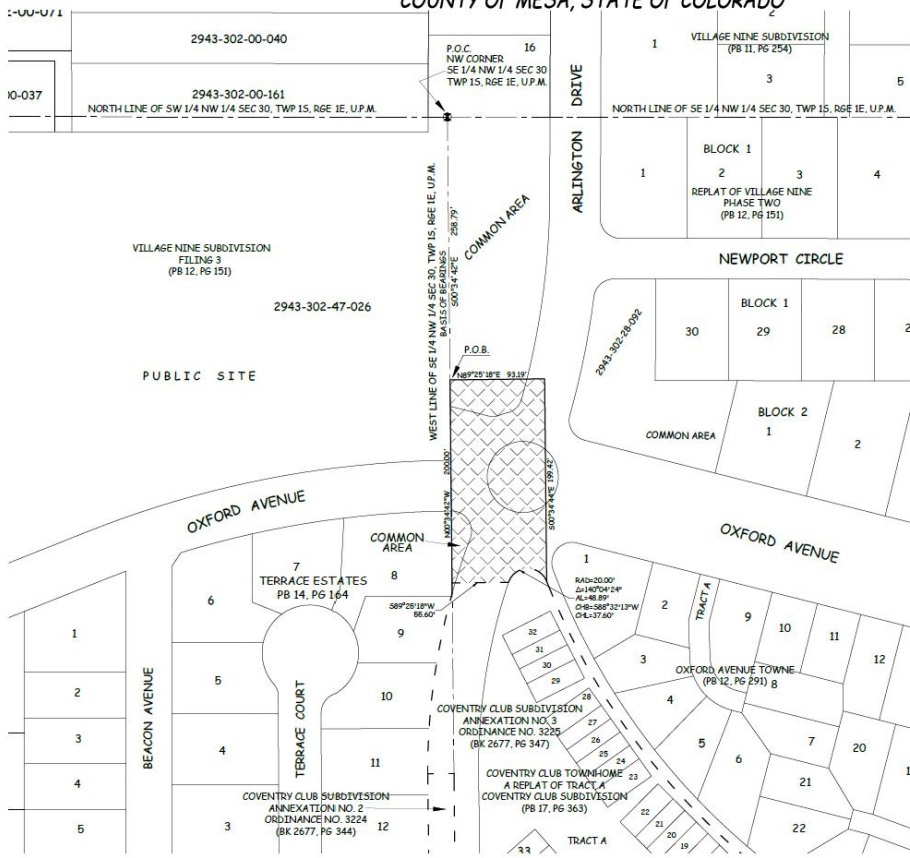 COUNTY OF MESA, STATE OF COLORADO
2-00-071
2943-302-00-040
P.O.C.
NW CORNER
SE 1/4 NW 1/4 SEC 30
TWP 1S, RGE 1E, U.P.M.
16
1
2
VILLAGE NINE SUBDIVISION
(PB 11, PG 254)
3
5
00-037
2943-302-00-161
NORTH LINE OF SW 1/4 NW 1/4 SEC 30, TWP 1S, RGE 1E, U.P.M.
ARLINGTON DRIVE
NORTH LINE OF SE 1/4 NW 1/4 SEC 30, TWP 1S, RGE 1E, U.P.M.
BLOCK 1
1
2
3
4
REPLAT OF VILLAGE NINE
PHASE TWO
(PB 12, PG 151)
WEST LINE OF SE 1/4 NW 1/4 SEC 30, TWP 1S, RGE 1E, U.P.M.
BASIS OF BEARINGS
S00°34'42"E 258.79'
COMMON AREA
VILLAGE NINE SUBDIVISION
FILING 3
(PB 12, PG 151)
2943-302-47-026
PUBLIC SITE
NEWPORT CIRCLE
2943-302-28-092
BLOCK 1
30
29
28
2
P.O.B.
N89°25'18"E 93.19'
BLOCK 2
1
2
COMMON AREA
N00°34'42"W 200.00'
S00°34'44"E 199.42'
OXFORD AVENUE
OXFORD AVENUE
COMMON
AREA
7
TERRACE ESTATES
PB 14, PG 164
8
6
S89°25'18"W
55.60'
RAD=20.00'
Δ=140°04'24"
AL=48.89'
CHB=S88°32'13"W
CHL=37.60'
1
2
TRACT A
9
10
11
12
1
9
32
31
30
29
3
OXFORD AVENUE TOWNE
(PB 12, PG 291)
8
2
5
10
4
BEACON AVENUE
TERRACE COURT
COVENTRY CLUB SUBDIVISION
ANNEXATION NO. 3
ORDINANCE NO. 3225
(BK 2677, PG 347)
28
27
26
25
24
23
5
6
7
20
1
3
4
11
21
4
COVENTRY CLUB TOWNHOME
A REPLAT OF TRACT A
COVENTRY CLUB SUBDIVISION
(PB 17, PG 363)
COVENTRY CLUB SUBDIVISION
ANNEXATION NO. 2
ORDINANCE NO. 3224
(BK 2677, PG 344)
5
3
12
22
21
20
19
22
33
TRACT A